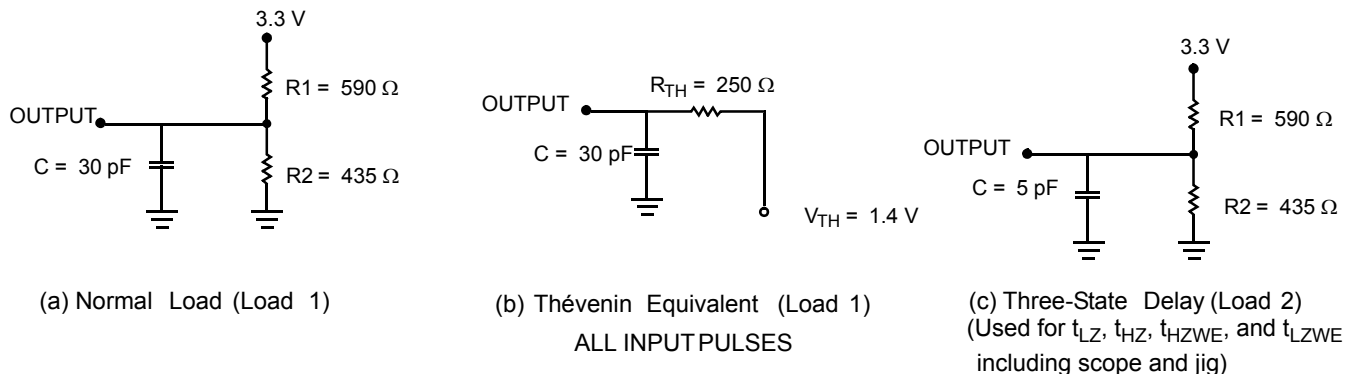 3.3 V
R1 = 590 Ω
OUTPUT
C = 30 pF
R2 = 435 Ω
(a) Normal Load (Load 1)
R_TH = 250 Ω
OUTPUT
C = 30 pF
V_TH = 1.4 V
(b) Thévenin Equivalent (Load 1)
ALL INPUT PULSES
3.3 V
R1 = 590 Ω
OUTPUT
C = 5 pF
R2 = 435 Ω
(c) Three-State Delay (Load 2)
(Used for t_LZ, t_HZ, t_HZWE, and t_LZWE
including scope and jig)